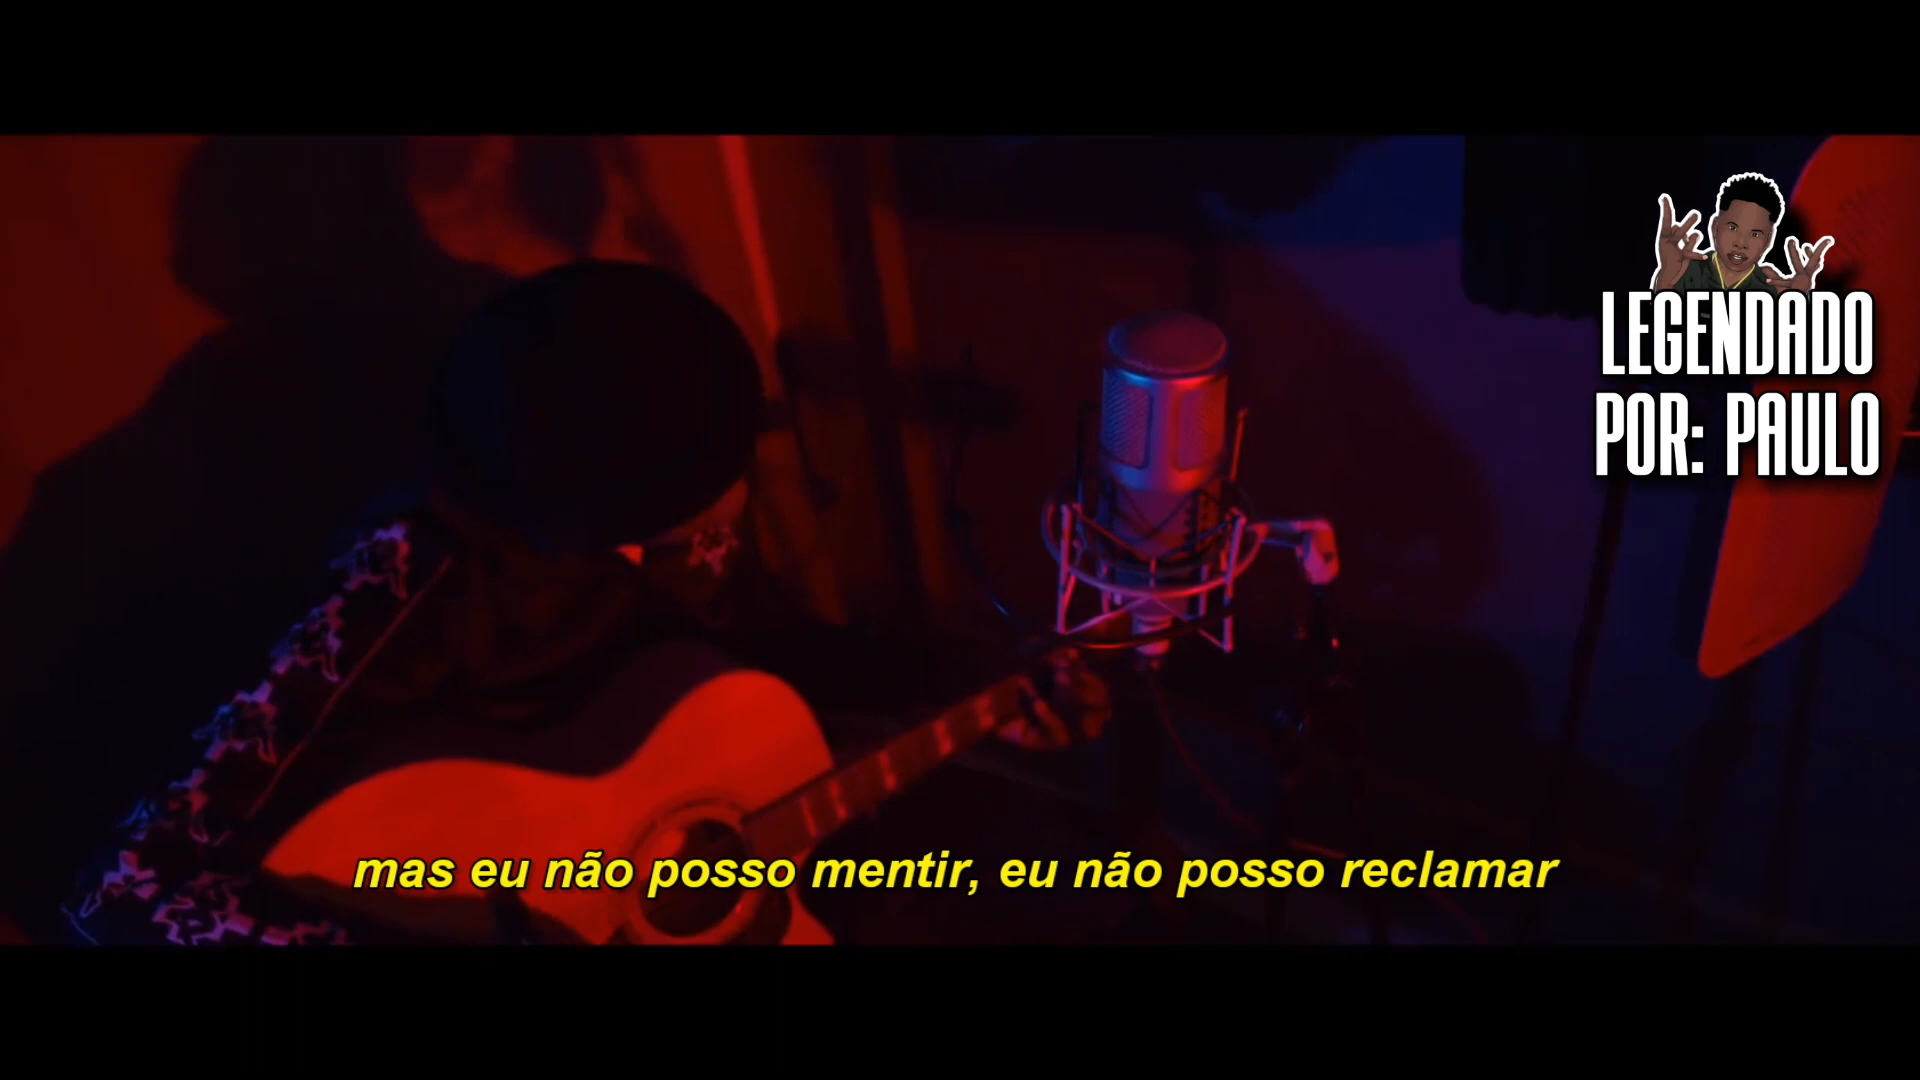 LEGENDADO
POR: PAULO
mas eu não posso mentir, eu não posso reclamar